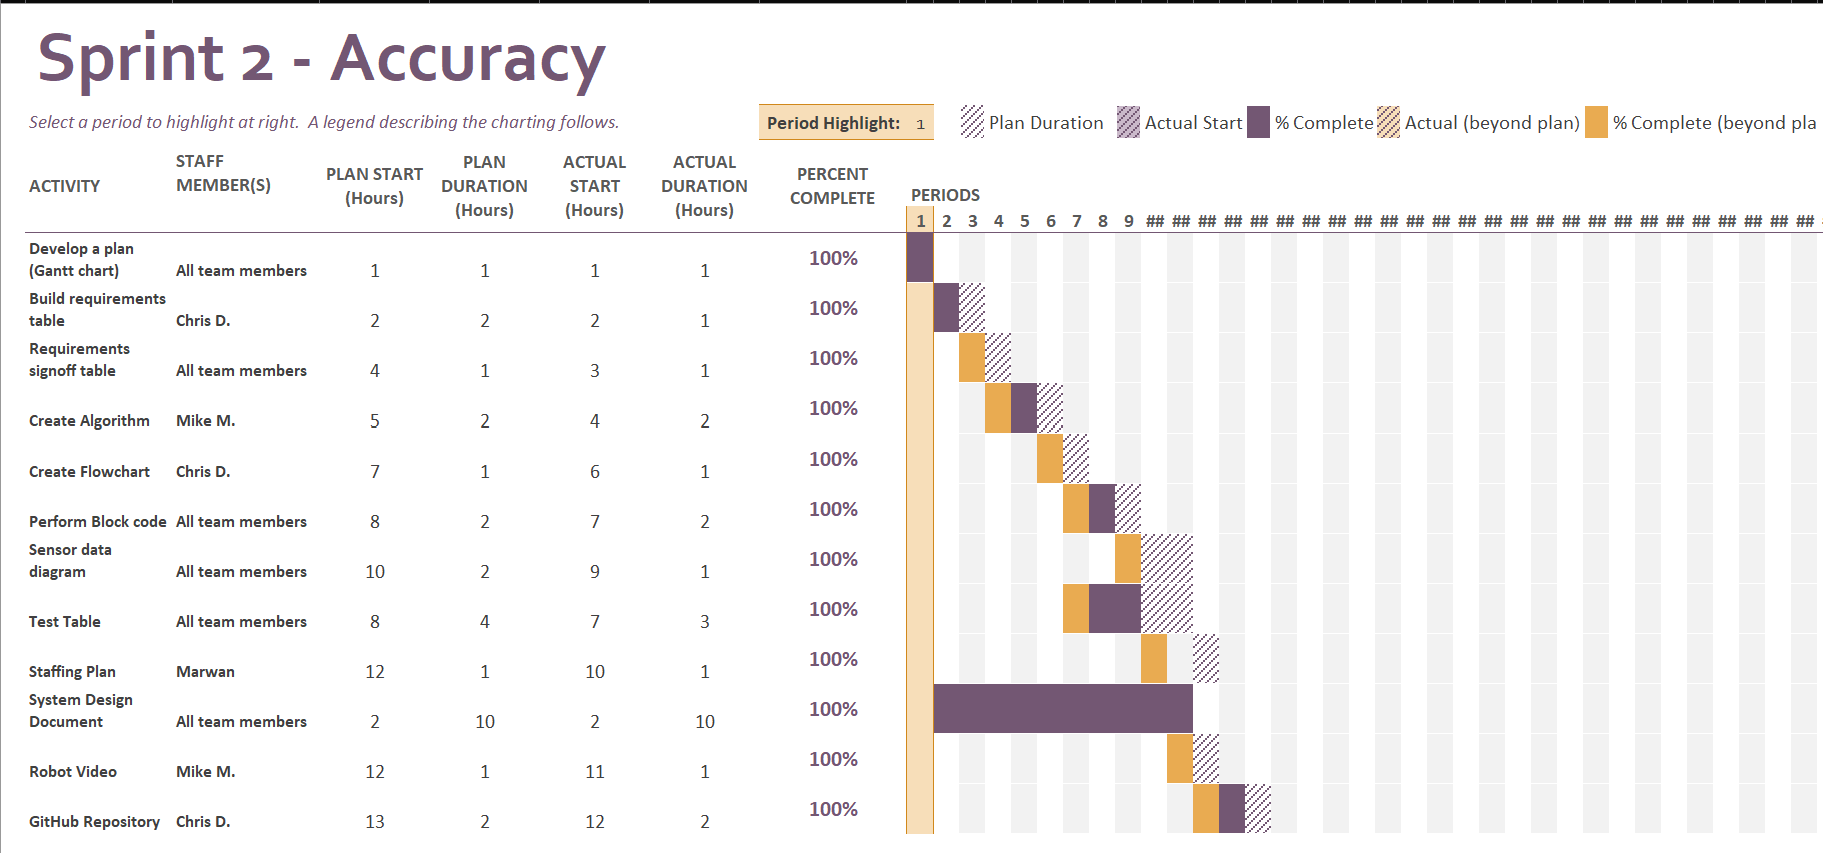 Sprint 2 - Accuracy
Select a period to highlight at right.  A legend describing the charting follows.
Period Highlight: 1
Plan Duration
Actual Start
% Complete
Actual (beyond plan)
% Complete (beyond pla
ACTIVITY
STAFF
MEMBER(S)
PLAN START
(Hours)
PLAN
DURATION
(Hours)
ACTUAL
START
(Hours)
ACTUAL
DURATION
(Hours)
PERCENT
COMPLETE
PERIODS
1 2 3 4 5 6 7 8 9 ## ## ## ## ## ## ## ## ## ## ## ## ## ## ## ## ## ## ## ## ## ## ## ## ## ##
Develop a plan
(Gantt chart) All team members 1 1 1 1 100%
Build requirements
table Chris D. 2 2 2 1 100%
Requirements
signoff table All team members 4 1 3 1 100%
Create Algorithm Mike M. 5 2 4 2 100%
Create Flowchart Chris D. 7 1 6 1 100%
Perform Block code All team members 8 2 7 2 100%
Sensor data
diagram All team members 10 2 9 1 100%
Test Table All team members 8 4 7 3 100%
Staffing Plan Marwan 12 1 10 1 100%
System Design
Document All team members 2 10 2 10 100%
Robot Video Mike M. 12 1 11 1 100%
GitHub Repository Chris D. 13 2 12 2 100%